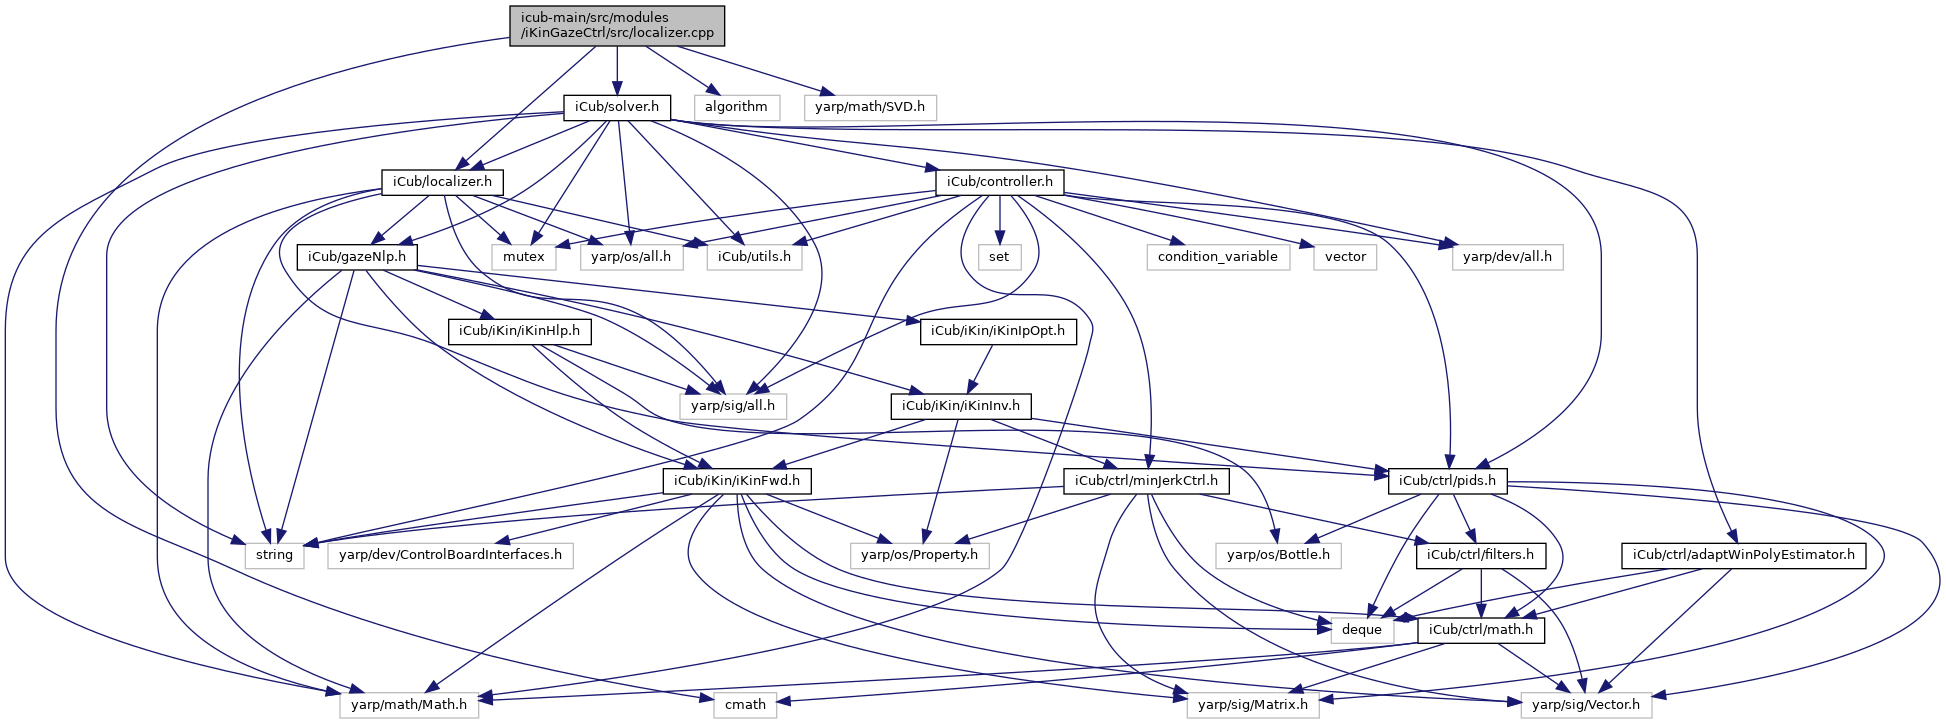 icub-main/src/modules
/iKinGazeCtrl/src/localizer.cpp
iCub/solver.h
algorithm
yarp/math/SVD.h
iCub/localizer.h
iCub/controller.h
iCub/gazeNlp.h
mutex
yarp/os/all.h
iCub/utils.h
set
condition_variable
vector
yarp/dev/all.h
iCub/iKin/iKinHlp.h
iCub/iKin/iKinIpOpt.h
yarp/sig/all.h
iCub/iKin/iKinInv.h
iCub/iKin/iKinFwd.h
iCub/ctrl/minJerkCtrl.h
iCub/ctrl/pids.h
string
yarp/dev/ControlBoardInterfaces.h
yarp/os/Property.h
yarp/os/Bottle.h
iCub/ctrl/filters.h
iCub/ctrl/adaptWinPolyEstimator.h
deque
iCub/ctrl/math.h
yarp/math/Math.h
cmath
yarp/sig/Matrix.h
yarp/sig/Vector.h